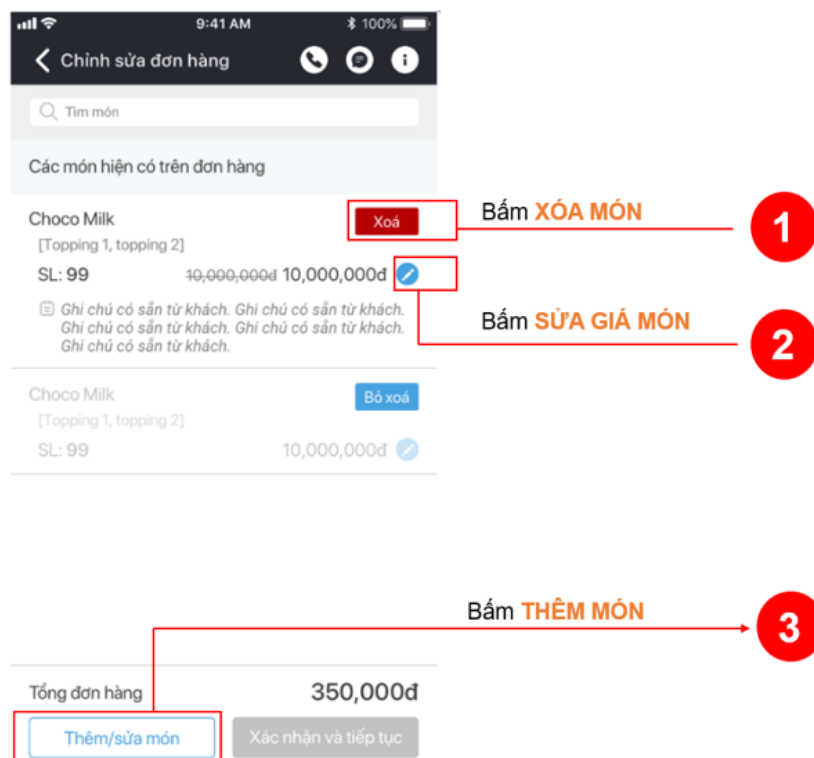 9:41 AM
100%
Chỉnh sửa đơn hàng
Tìm món
Các món hiện có trên đơn hàng
Choco Milk
Xoá
Bấm XÓA MÓN
1
[Topping 1, topping 2]
SL: 99
10,000,000đ 10,000,000đ
Ghi chú có sẵn từ khách. Ghi chú có sẵn từ khách.
Ghi chú có sẵn từ khách. Ghi chú có sẵn từ khách.
Ghi chú có sẵn từ khách.
Bấm SỬA GIÁ MÓN
2
Choco Milk
Bỏ xoá
[Topping 1, topping 2]
SL: 99
10,000,000đ
Bấm THÊM MÓN
3
Tổng đơn hàng
350,000đ
Thêm/sửa món
Xác nhận và tiếp tục